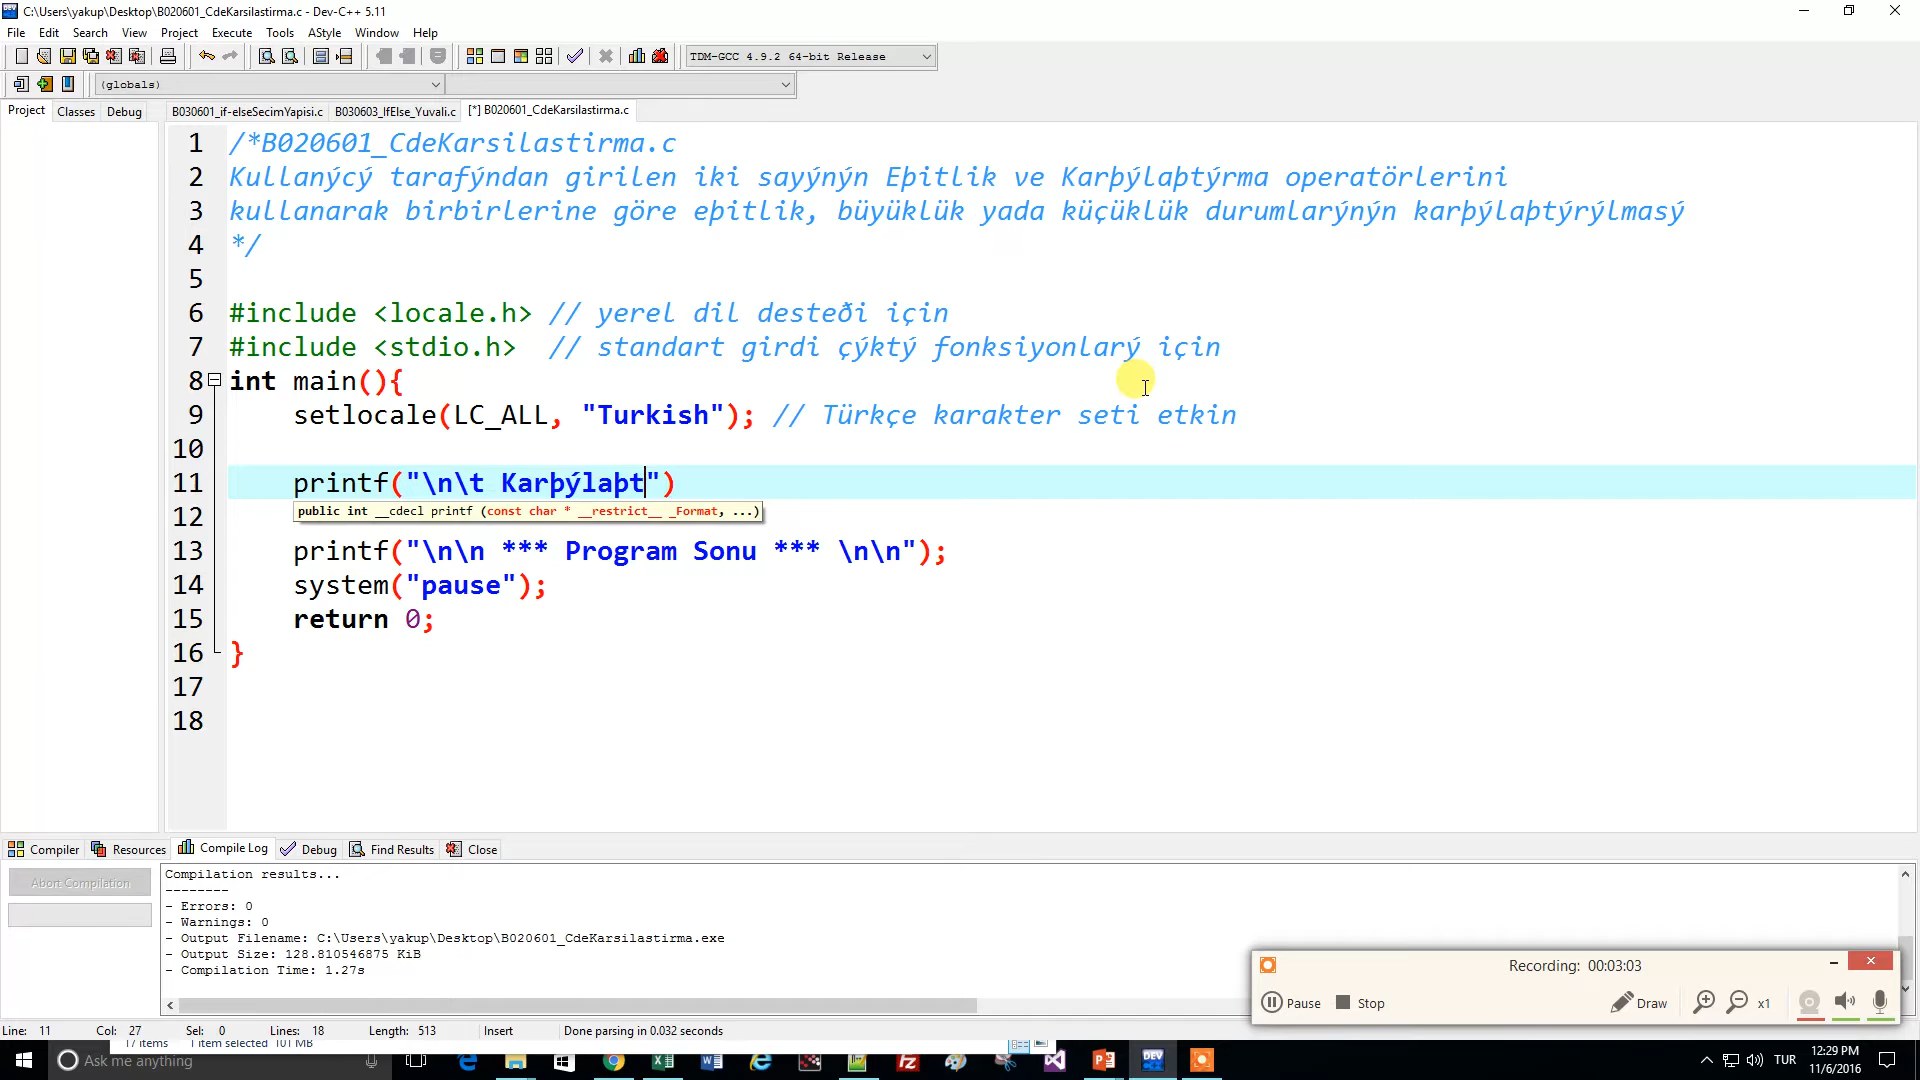 C:\Users\yakup\Desktop\B020601_CdeKarsilastirma.c - Dev-C++ 5.11
File Edit Search View Project Execute Tools AStyle Window Help
TDM-GCC 4.9.2 64-bit Release
(globals)
Project Classes Debug B030601_if-elseSecimYapisi.c B030603_IfElse_Yuvali.c [*] B020601_CdeKarsilastirma.c
1 /*B020601_CdeKarsilastirma.c
2 Kullanýcý tarafýndan girilen iki sayýnýn Eþitlik ve Karþýlaþtýrma operatörlerini
3 kullanarak birbirlerine göre eþitlik, büyüklük yada küçüklük durumlarýnýn karþýlaþtýrýlmasý
4 */
5
6 #include <locale.h> // yerel dil desteði için
7 #include <stdio.h> // standart girdi çýktý fonksiyonlarý için
8 int main(){
9 setlocale(LC_ALL, "Turkish"); // Türkçe karakter seti etkin
10
11 printf("\n\t Karþýlaþt")
public int __cdecl printf (const char * __restrict__ _Format, ...)
12
13 printf("\n\n *** Program Sonu *** \n\n");
14 system("pause");
15 return 0;
16 }
17
18
Compiler Resources Compile Log Debug Find Results Close
Abort Compilation
Compilation results...
--------
- Errors: 0
- Warnings: 0
- Output Filename: C:\Users\yakup\Desktop\B020601_CdeKarsilastirma.exe
- Output Size: 128.810546875 KiB
- Compilation Time: 1.27s
Recording: 00:03:03
Pause Stop Draw x1
Line: 11 Col: 27 Sel: 0 Lines: 18 Length: 513 Insert Done parsing in 0.032 seconds
17 items 1 item selected 101 MB
Ask me anything
TUR
12:29 PM
11/6/2016